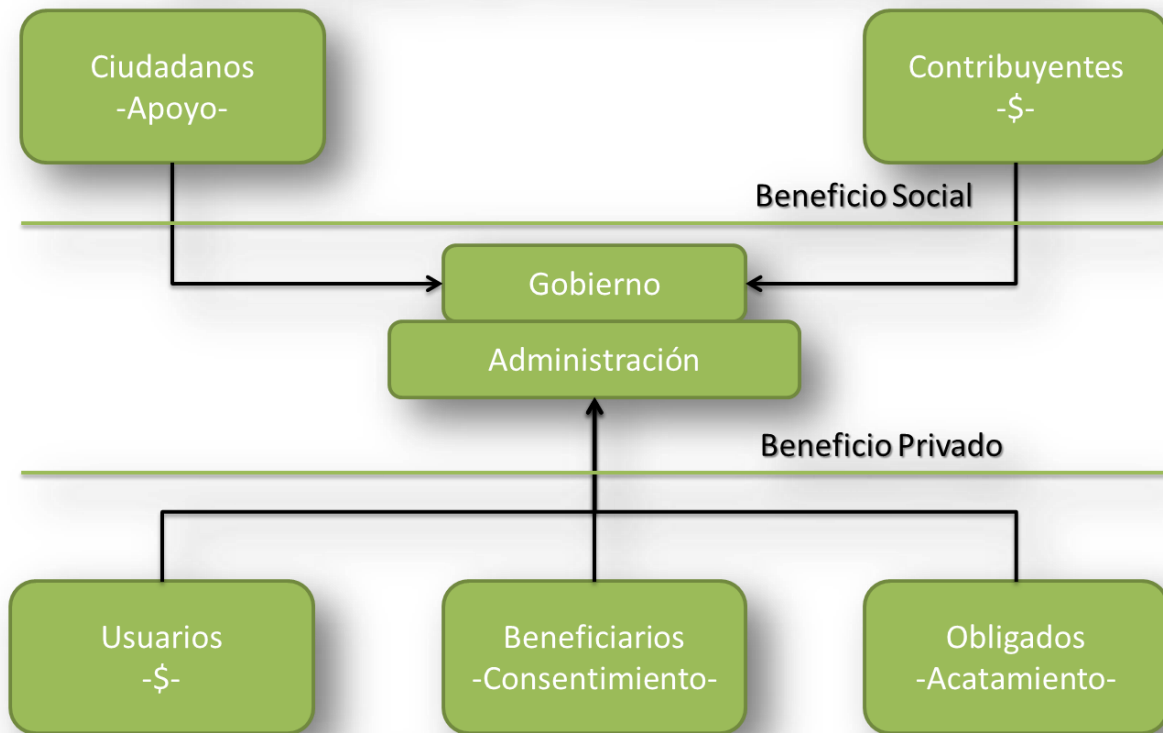 Ciudadanos
-Apoyo-
Contribuyentes
-$-
Beneficio Social
Gobierno
Administración
Beneficio Privado
Usuarios
-$-
Beneficiarios
-Consentimiento-
Obligados
-Acatamiento-